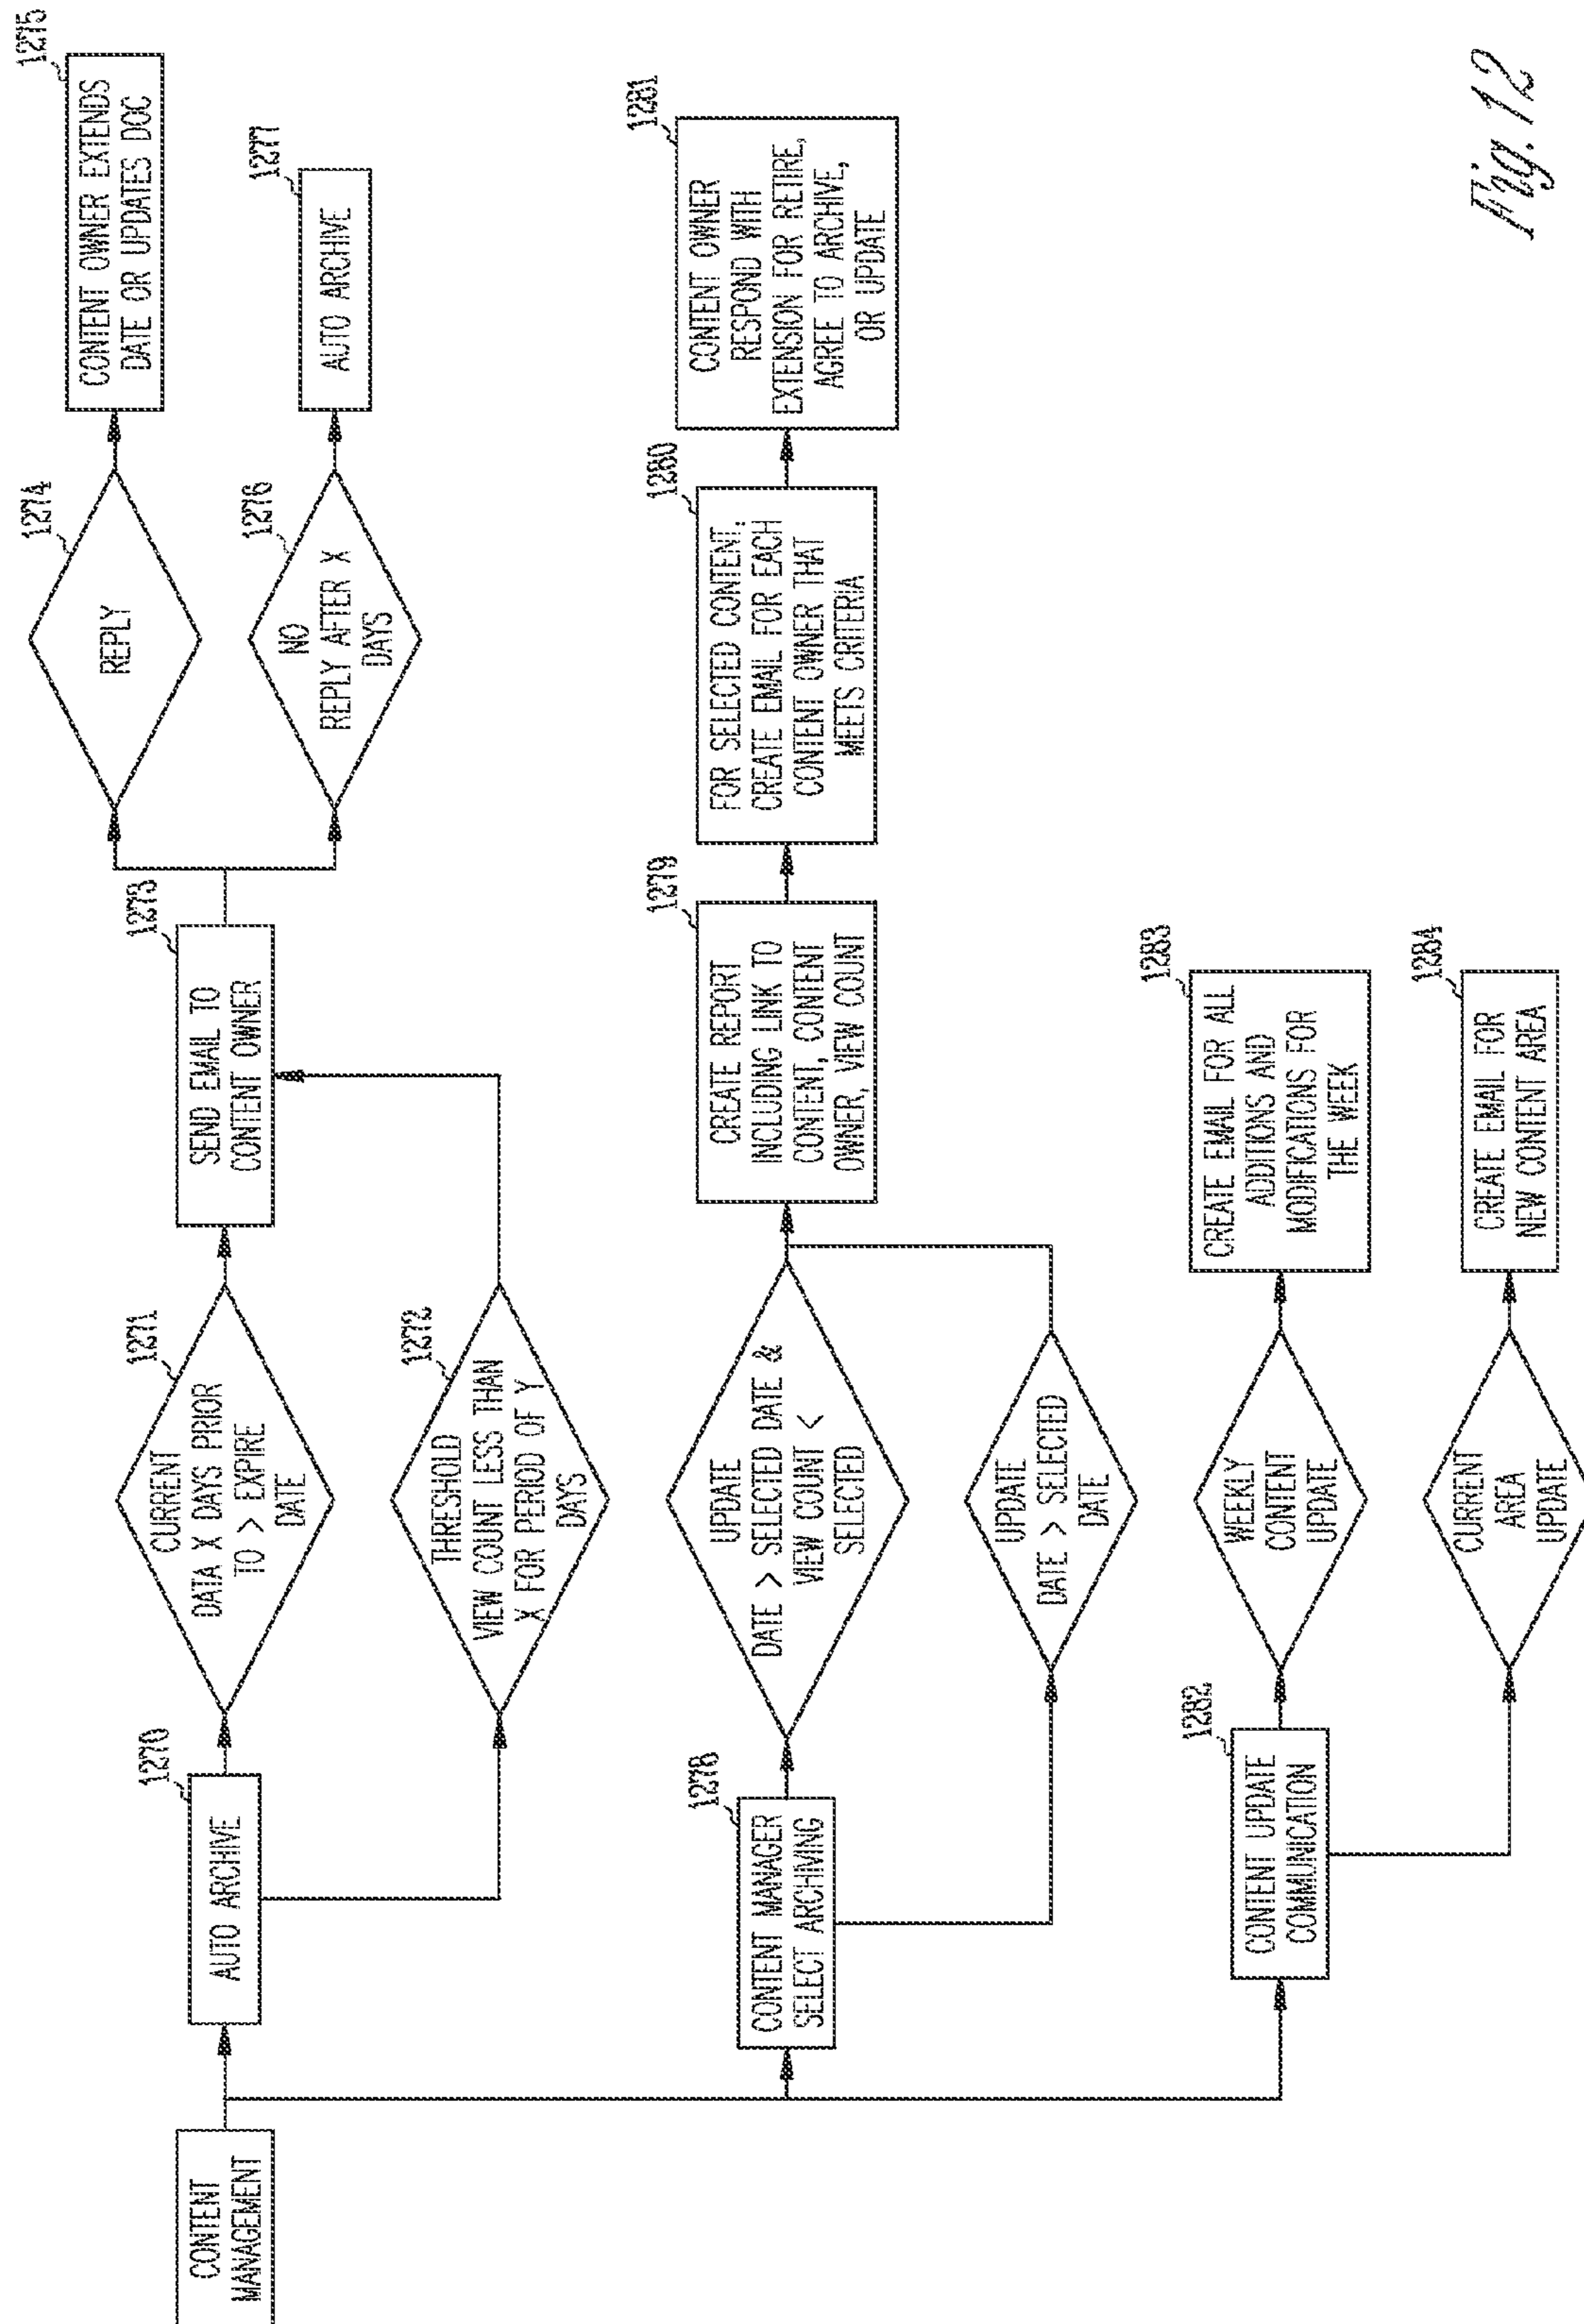 CONTENT
MANAGEMENT
1270
AUTO ARCHIVE
1271
CURRENT
DATA X DAYS PRIOR
TO > EXPIRE
DATE
1272
THRESHOLD
VIEW COUNT LESS THAN
X FOR PERIOD OF Y
DAYS
1273
SEND EMAIL TO
CONTENT OWNER
1274
REPLY
1275
CONTENT OWNER EXTENDS
DATE OR UPDATES DOC
1276
NO
REPLY AFTER X
DAYS
1277
AUTO ARCHIVE
1278
CONTENT MANAGER
SELECT ARCHIVING
UPDATE
DATE > SELECTED DATE &
VIEW COUNT <
SELECTED
UPDATE
DATE > SELECTED
DATE
1279
CREATE REPORT
INCLUDING LINK TO
CONTENT, CONTENT
OWNER, VIEW COUNT
1280
FOR SELECTED CONTENT.
CREATE EMAIL FOR EACH
CONTENT OWNER THAT
MEETS CRITERIA
1281
CONTENT OWNER
RESPOND WITH
EXTENSION FOR RETIRE,
AGREE TO ARCHIVE,
OR UPDATE
1282
CONTENT UPDATE
COMMUNICATION
WEEKLY
CONTENT
UPDATE
1283
CREATE EMAIL FOR ALL
ADDITIONS AND
MODIFICATIONS FOR
THE WEEK
CURRENT
AREA
UPDATE
1284
CREATE EMAIL FOR
NEW CONTENT AREA
Fig. 12